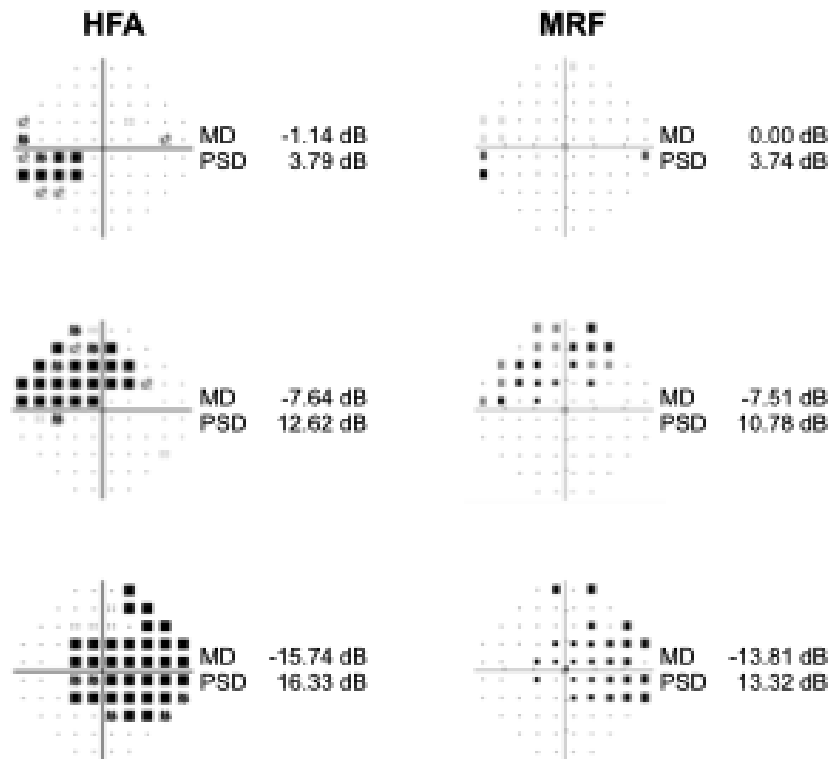 HFA MRF
MD -1.14 dB MD 0.00 dB
PSD 3.79 dB PSD 3.74 dB
MD -7.64 dB MD -7.51 dB
PSD 12.62 dB PSD 10.78 dB
MD -15.74 dB MD -13.81 dB
PSD 16.33 dB PSD 13.32 dB